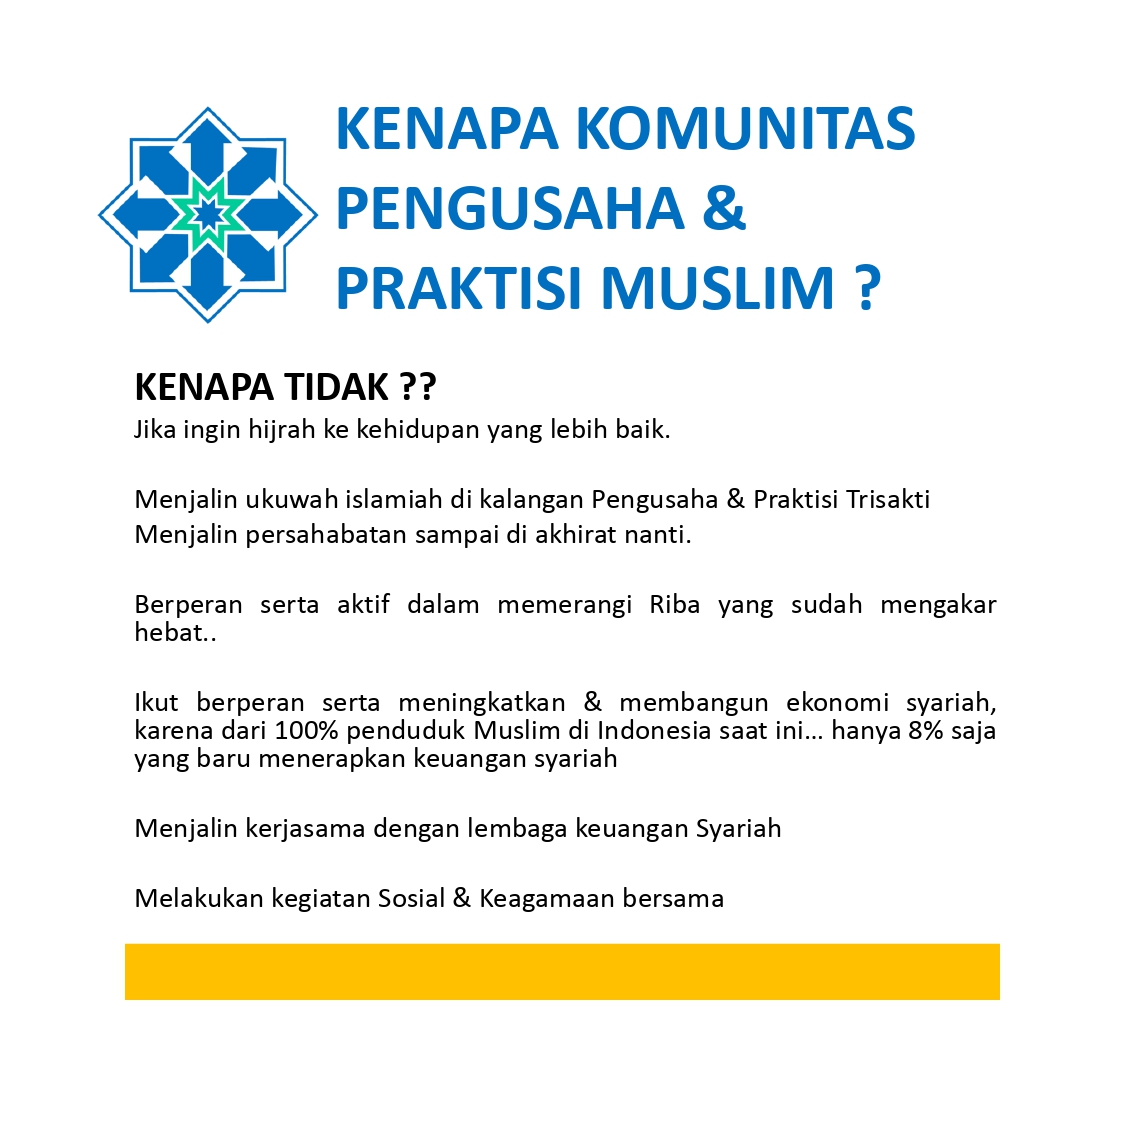 KENAPA KOMUNITAS
PENGUSAHA &
PRAKTISI MUSLIM ?
KENAPA TIDAK ??
Jika ingin hijrah ke kehidupan yang lebih baik.
Menjalin ukuwah islamiah di kalangan Pengusaha & Praktisi Trisakti
Menjalin persahabatan sampai di akhirat nanti.
Berperan serta aktif dalam memerangi Riba yang sudah mengakar
hebat..
Ikut berperan serta meningkatkan & membangun ekonomi syariah,
karena dari 100% penduduk Muslim di Indonesia saat ini... hanya 8% saja
yang baru menerapkan keuangan syariah
Menjalin kerjasama dengan lembaga keuangan Syariah
Melakukan kegiatan Sosial & Keagamaan bersama